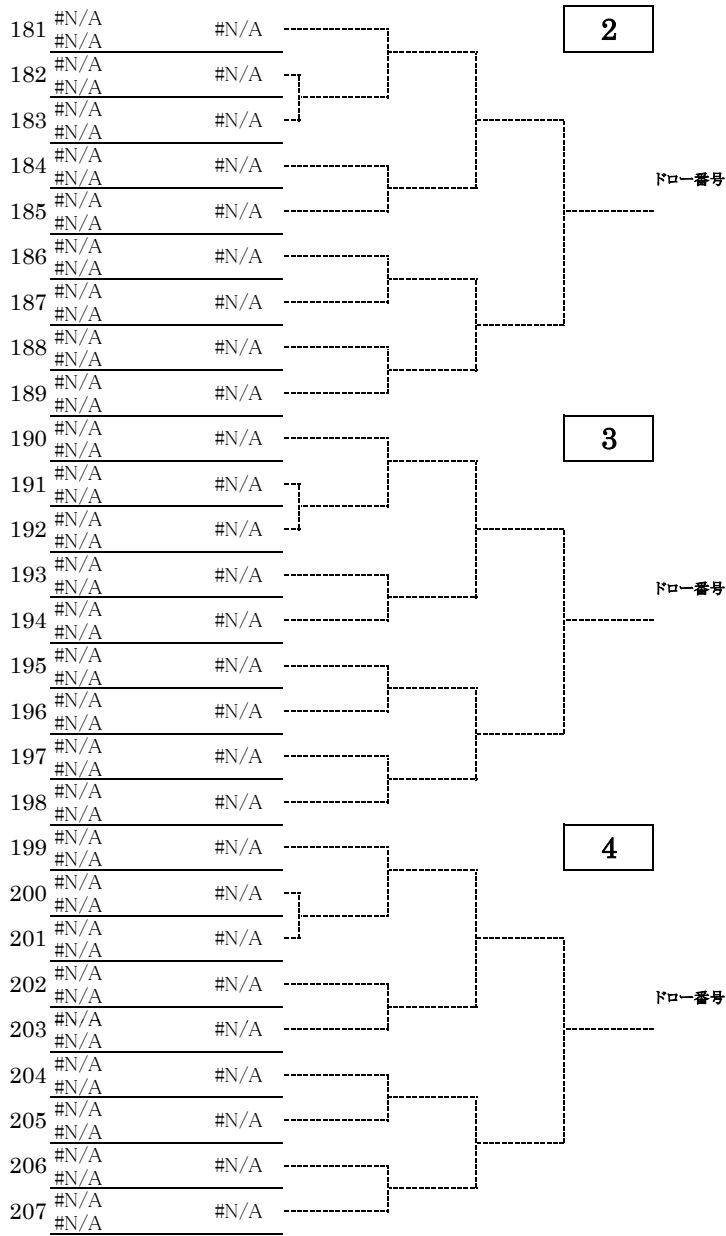 181 #N/A #N/A
#N/A
2
182 #N/A #N/A
#N/A
183 #N/A #N/A
#N/A
184 #N/A #N/A
#N/A
ドロー番号
185 #N/A #N/A
#N/A
186 #N/A #N/A
#N/A
187 #N/A #N/A
#N/A
188 #N/A #N/A
#N/A
189 #N/A #N/A
#N/A
190 #N/A #N/A
#N/A
3
191 #N/A #N/A
#N/A
192 #N/A #N/A
#N/A
193 #N/A #N/A
#N/A
ドロー番号
194 #N/A #N/A
#N/A
195 #N/A #N/A
#N/A
196 #N/A #N/A
#N/A
197 #N/A #N/A
#N/A
198 #N/A #N/A
#N/A
199 #N/A #N/A
#N/A
4
200 #N/A #N/A
#N/A
201 #N/A #N/A
#N/A
202 #N/A #N/A
#N/A
ドロー番号
203 #N/A #N/A
#N/A
204 #N/A #N/A
#N/A
205 #N/A #N/A
#N/A
206 #N/A #N/A
#N/A
207 #N/A #N/A
#N/A